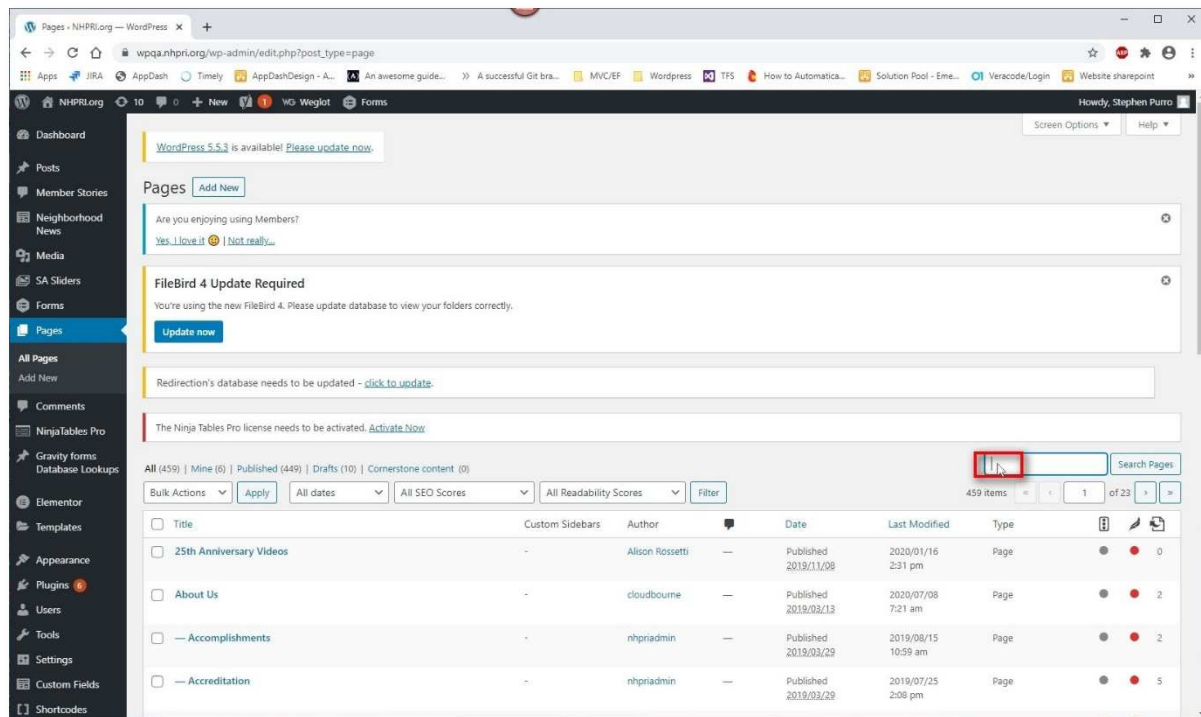 Pages ‹ NHPRI.org — WordPress
wpqa.nhpri.org/wp-admin/edit.php?post_type=page
Apps JIRA AppDash Timely AppDashDesign - A... An awesome guide... A successful Git bra... MVC/EF Wordpress TFS How to Automatica... Solution Pool - Eme... Veracode/Login Website sharepoint »
NHPRI.org 10 0 + New 1 WG Weglot Forms Howdy, Stephen Purro
Screen Options ▼ Help ▼
Dashboard
Posts
Member Stories
Neighborhood
News
Media
SA Sliders
Forms
Pages
All Pages
Add New
Comments
NinjaTables Pro
Gravity forms
Database Lookups
Elementor
Templates
Appearance
Plugins 6
Users
Tools
Settings
Custom Fields
[ ] Shortcodes
WordPress 5.5.3 is available! Please update now.
Pages Add New
Are you enjoying using Members?
Yes, I love it 🙂 | Not really...
FileBird 4 Update Required
You're using the new FileBird 4. Please update database to view your folders correctly.
Update now
Redirection's database needs to be updated - click to update.
The Ninja Tables Pro license needs to be activated. Activate Now
All (459) | Mine (6) | Published (449) | Drafts (10) | Cornerstone content (0)
Search Pages
Bulk Actions Apply All dates All SEO Scores All Readability Scores Filter 459 items « ‹ 1 of 23 › »
Title Custom Sidebars Author Date Last Modified Type
25th Anniversary Videos - Alison Rossetti — Published 2020/01/16 Page 0
2019/11/08 2:31 pm
About Us - cloudbourne — Published 2020/07/08 Page 2
2019/03/13 7:21 am
— Accomplishments - nhpriadmin — Published 2019/08/15 Page 2
2019/03/29 10:59 am
— Accreditation - nhpriadmin — Published 2019/07/25 Page 5
2019/03/29 2:08 pm